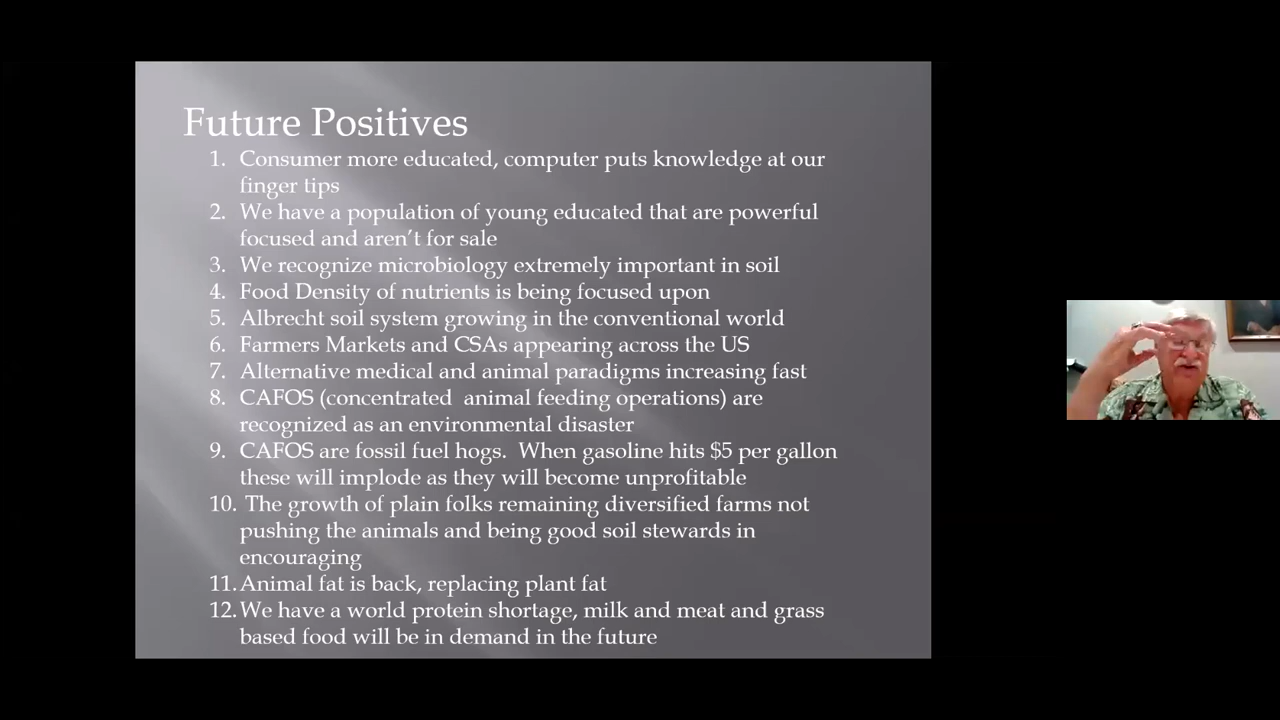 Future Positives
1. Consumer more educated, computer puts knowledge at our
finger tips
2. We have a population of young educated that are powerful
focused and aren't for sale
3. We recognize microbiology extremely important in soil
4. Food Density of nutrients is being focused upon
5. Albrecht soil system growing in the conventional world
6. Farmers Markets and CSAs appearing across the US
7. Alternative medical and animal paradigms increasing fast
8. CAFOS (concentrated  animal feeding operations) are
recognized as an environmental disaster
9. CAFOS are fossil fuel hogs.  When gasoline hits $5 per gallon
these will implode as they will become unprofitable
10. The growth of plain folks remaining diversified farms not
pushing the animals and being good soil stewards in
encouraging
11. Animal fat is back, replacing plant fat
12. We have a world protein shortage, milk and meat and grass
based food will be in demand in the future